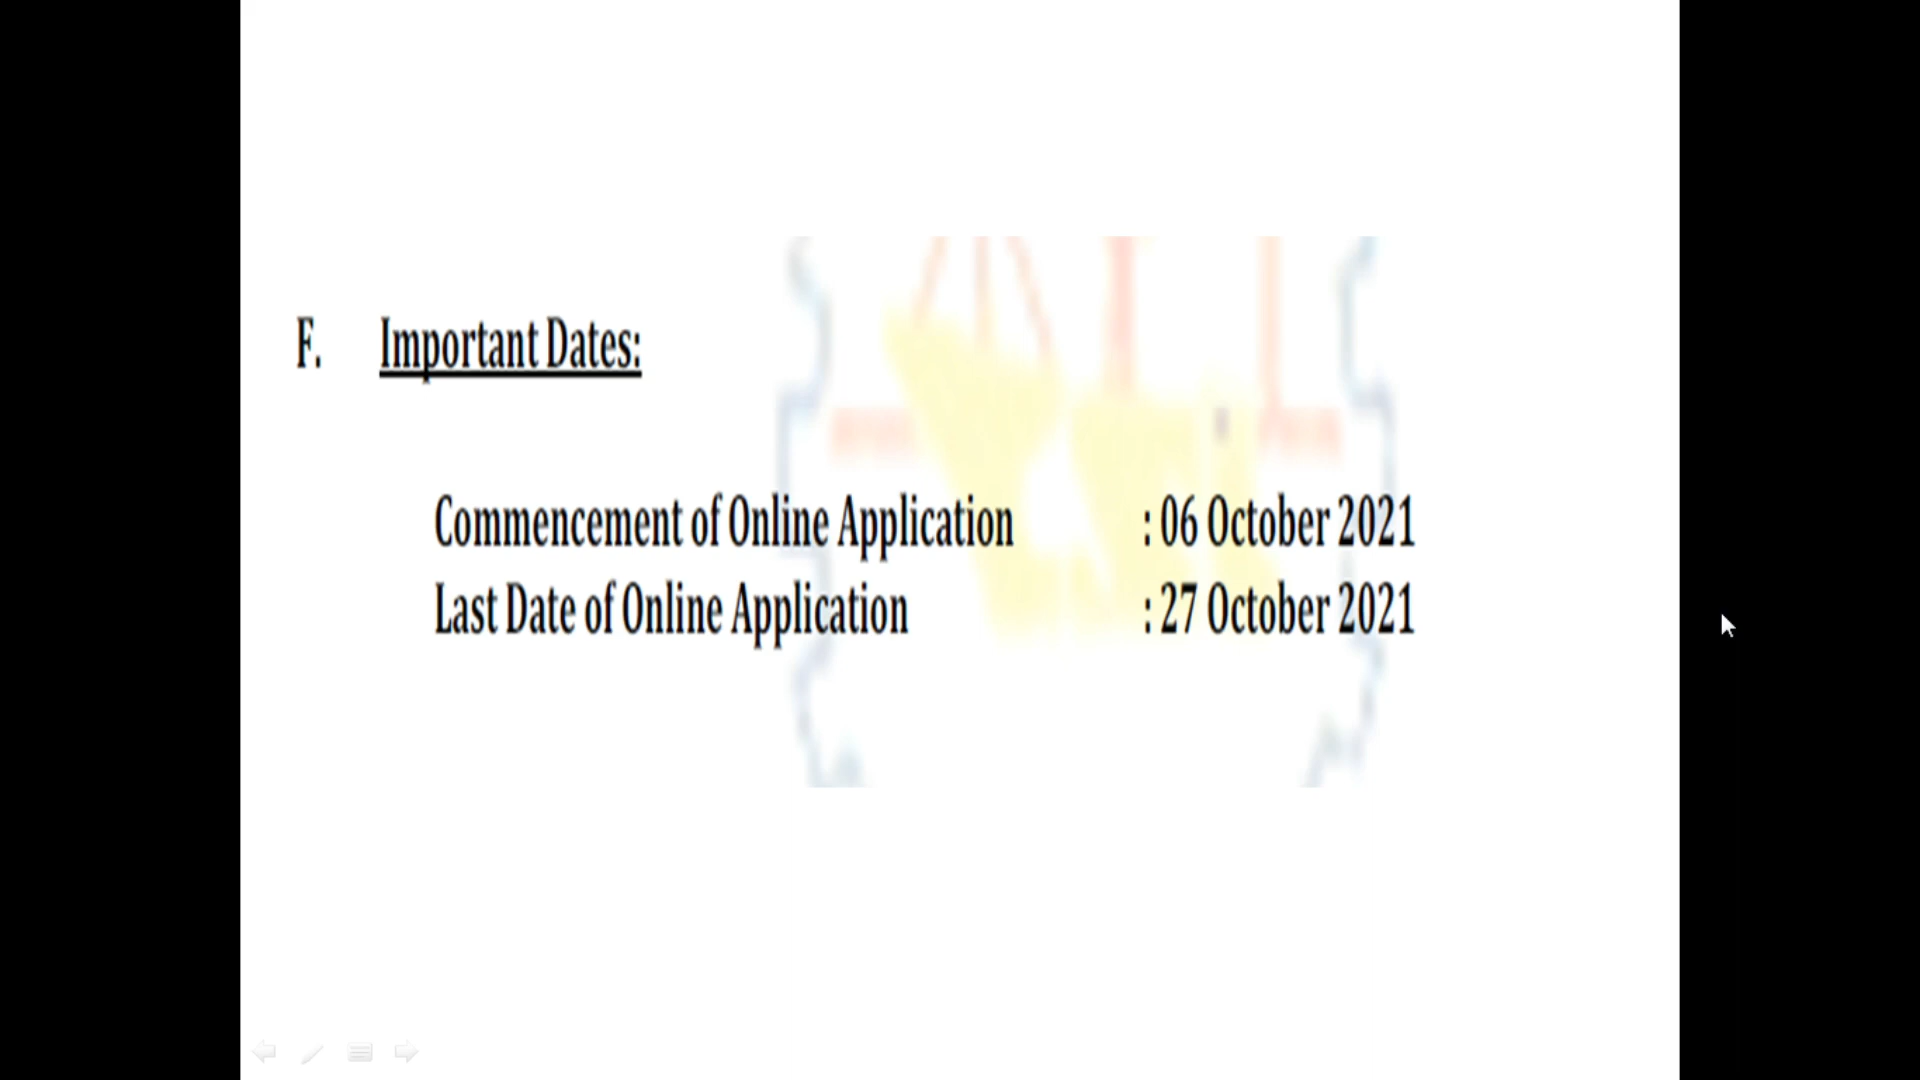 F. Important Dates:
Commencement of Online Application : 06 October 2021
Last Date of Online Application : 27 October 2021